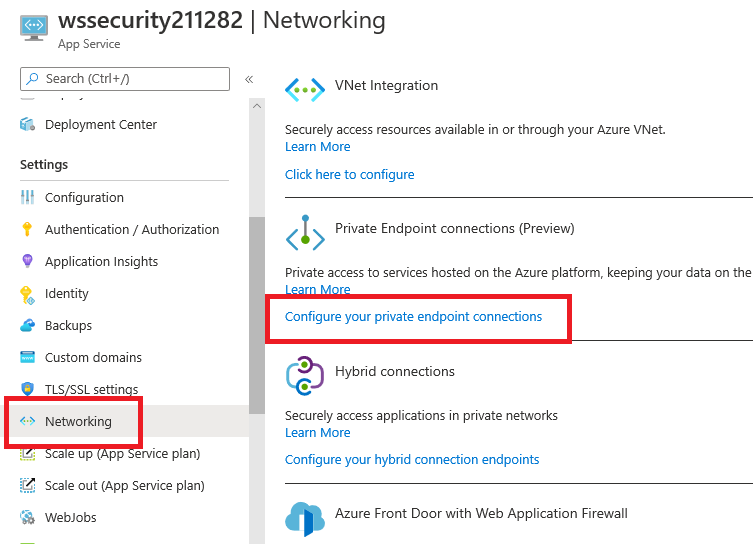 wssecurity211282 | Networking
App Service
Search (Ctrl+/)
«
Deployment Center
Settings
Configuration
Authentication / Authorization
Application Insights
Identity
Backups
Custom domains
TLS/SSL settings
Networking
Scale up (App Service plan)
Scale out (App Service plan)
WebJobs
VNet Integration
Securely access resources available in or through your Azure VNet.
Learn More
Click here to configure
Private Endpoint connections (Preview)
Private access to services hosted on the Azure platform, keeping your data on the
Learn More
Configure your private endpoint connections
Hybrid connections
Securely access applications in private networks
Learn More
Configure your hybrid connection endpoints
Azure Front Door with Web Application Firewall